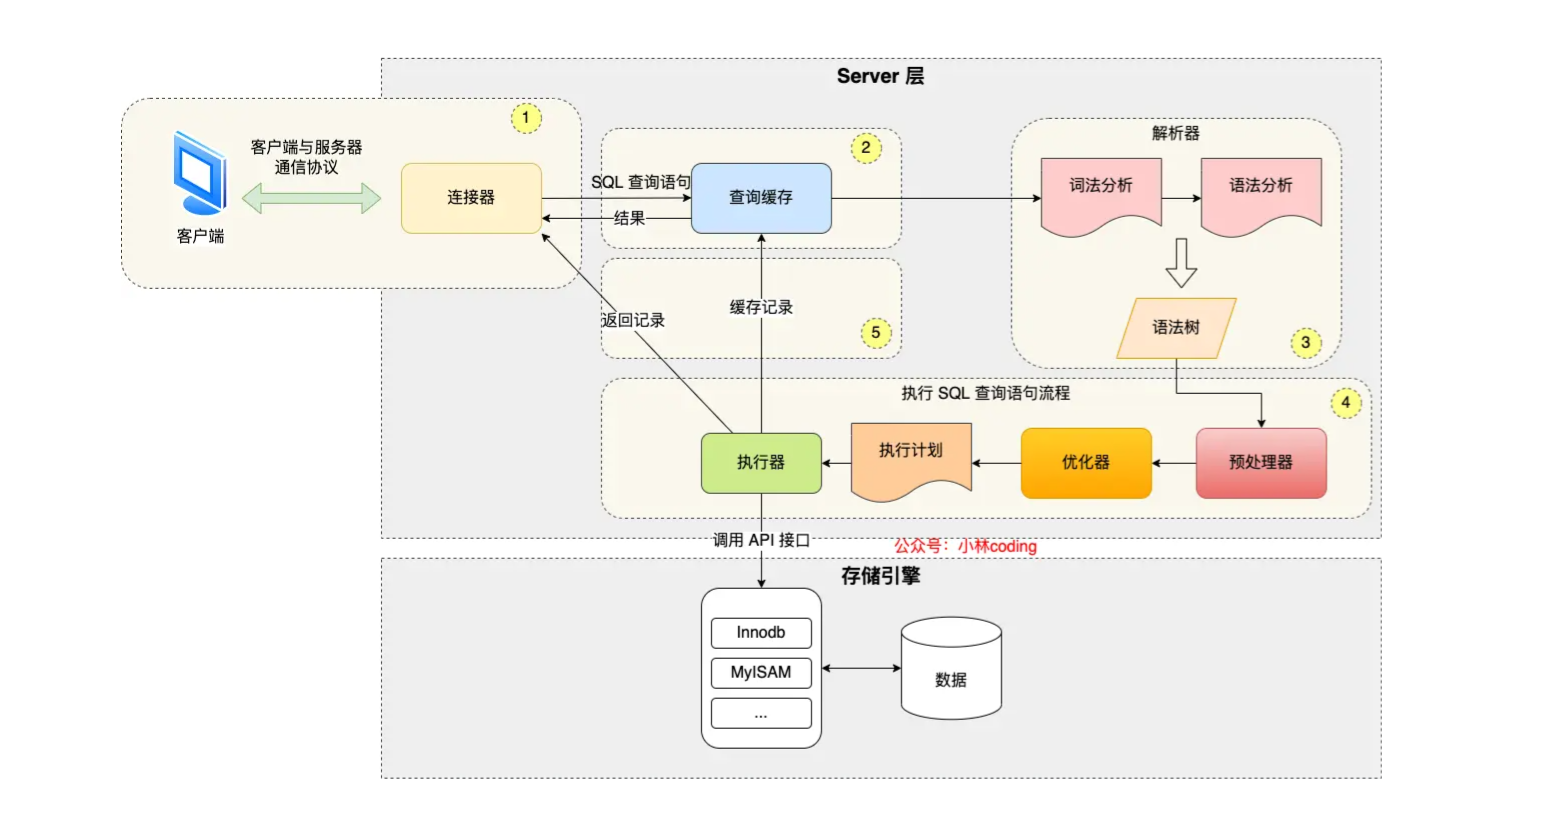 Server 层
1
客户端与服务器
通信协议
客户端
连接器
SQL 查询语句
结果
2
查询缓存
解析器
词法分析
语法分析
语法树
3
返回记录
缓存记录
5
执行 SQL 查询语句流程
4
执行器
执行计划
优化器
预处理器
调用 API 接口
公众号：小林coding
存储引擎
Innodb
MyISAM
...
数据